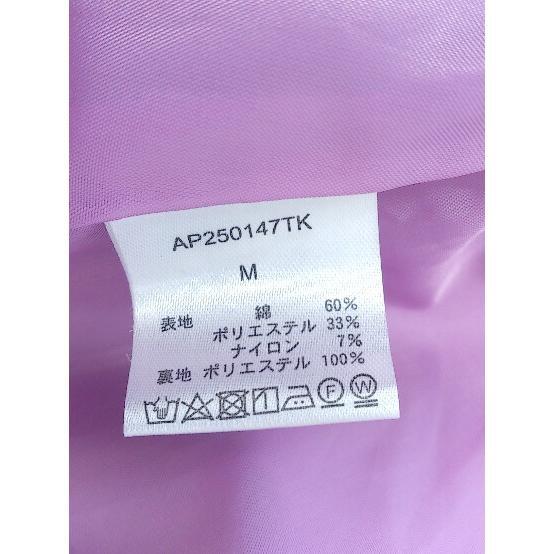 AP250147TK
M
表地 綿 60%
ポリエステル 33%
ナイロン 7%
裏地 ポリエステル 100%
F W